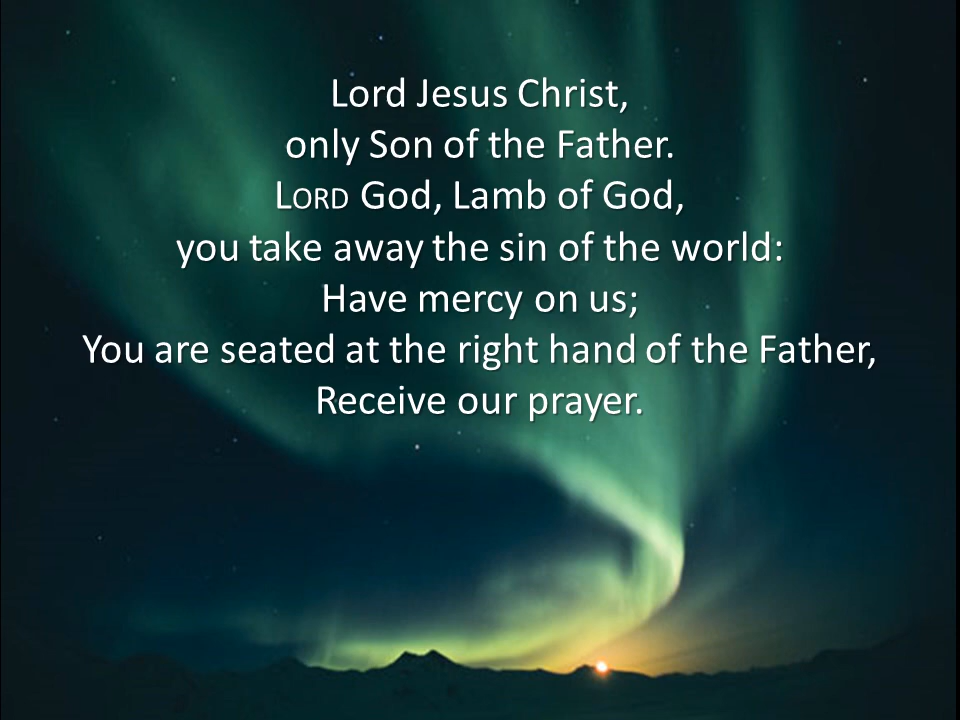 Lord Jesus Christ,
only Son of the Father.
LORD God, Lamb of God,
you take away the sin of the world:
Have mercy on us;
You are seated at the right hand of the Father,
Receive our prayer.